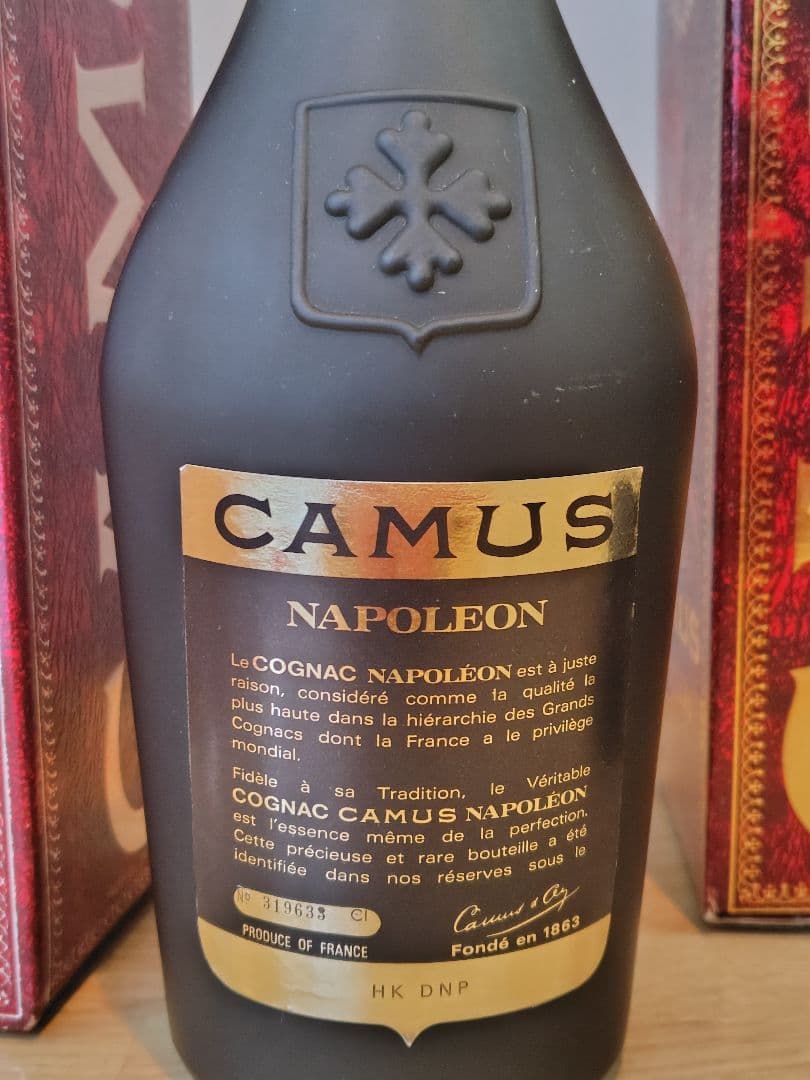 CAMUS
NAPOLEON
Le COGNAC NAPOLÉON est à juste
raison, considéré comme la qualité la
plus haute dans la hiérarchie des Grands
Cognacs dont la France a le privilège
mondial.
Fidèle à sa Tradition, le Véritable
COGNAC CAMUS NAPOLÉON
est l'essence même de la perfection.
Cette précieuse et rare bouteille a été
identifiée dans nos réserves sous le
Nº 319633 CI
Camus & Cie
PRODUCE OF FRANCE
Fondé en 1863
HK DNP